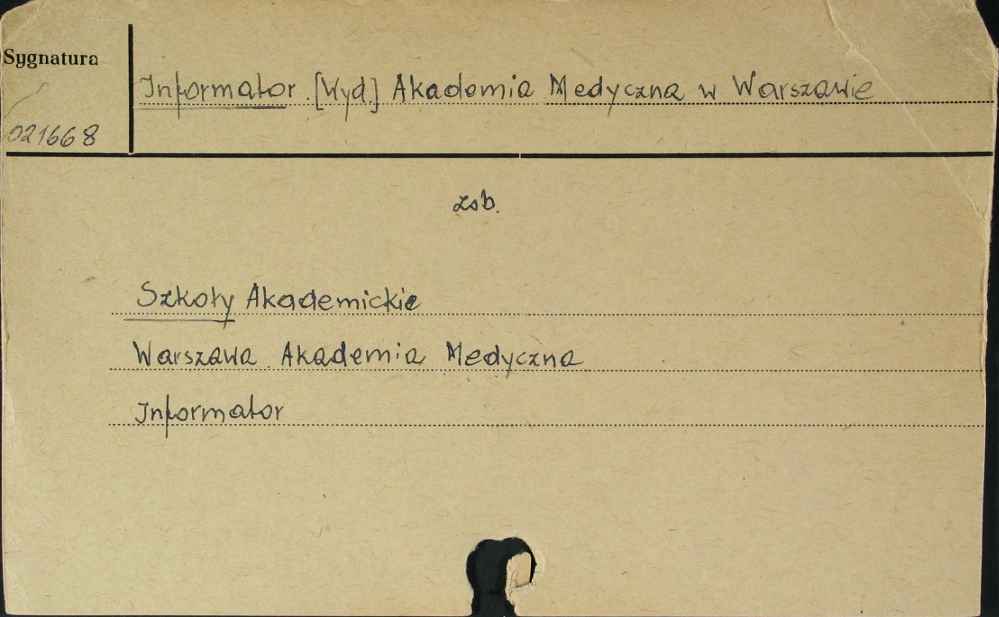 Sygnatura
Informator. [Wyd.] Akademia Medyczna w Warszawie
021668
zob.
Szkoły Akademickie
Warszawa. Akademia Medyczna
Informator